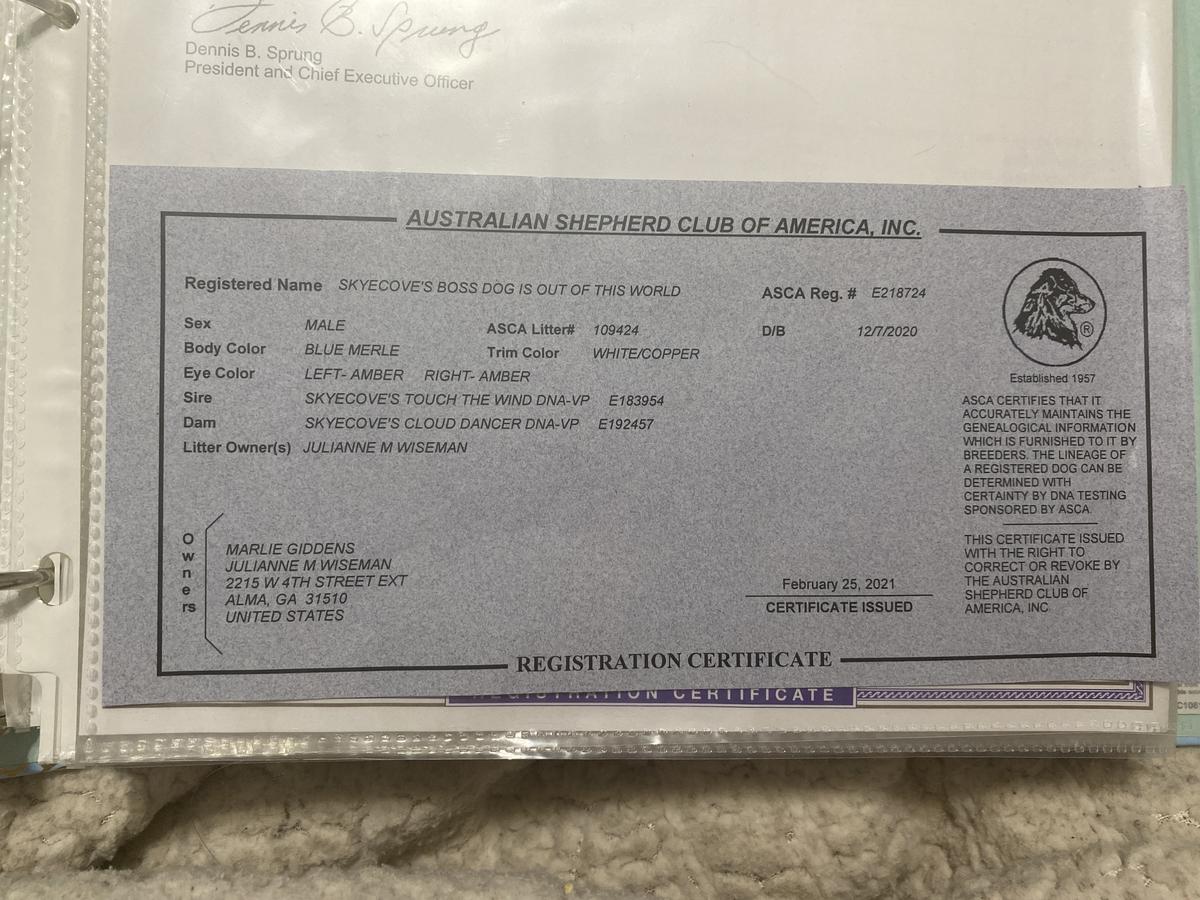 Dennis B. Sprung
Dennis B. Sprung
President and Chief Executive Officer
AUSTRALIAN SHEPHERD CLUB OF AMERICA, INC.
Registered Name SKYECOVE'S BOSS DOG IS OUT OF THIS WORLD ASCA Reg. # E218724
Sex MALE ASCA Litter# 109424 D/B 12/7/2020
Body Color BLUE MERLE Trim Color WHITE/COPPER
Eye Color LEFT- AMBER RIGHT- AMBER
Sire SKYECOVE'S TOUCH THE WIND DNA-VP E183954
Dam SKYECOVE'S CLOUD DANCER DNA-VP E192457
Litter Owner(s) JULIANNE M WISEMAN
®
Established 1957
ASCA CERTIFIES THAT IT
ACCURATELY MAINTAINS THE
GENEALOGICAL INFORMATION
WHICH IS FURNISHED TO IT BY
BREEDERS. THE LINEAGE OF
A REGISTERED DOG CAN BE
DETERMINED WITH
CERTAINTY BY DNA TESTING
SPONSORED BY ASCA
THIS CERTIFICATE ISSUED
WITH THE RIGHT TO
CORRECT OR REVOKE BY
THE AUSTRALIAN
SHEPHERD CLUB OF
AMERICA, INC
Owners
MARLIE GIDDENS
JULIANNE M WISEMAN
2215 W 4TH STREET EXT
ALMA, GA 31510
UNITED STATES
February 25, 2021
CERTIFICATE ISSUED
REGISTRATION CERTIFICATE
REGISTRATION CERTIFICATE